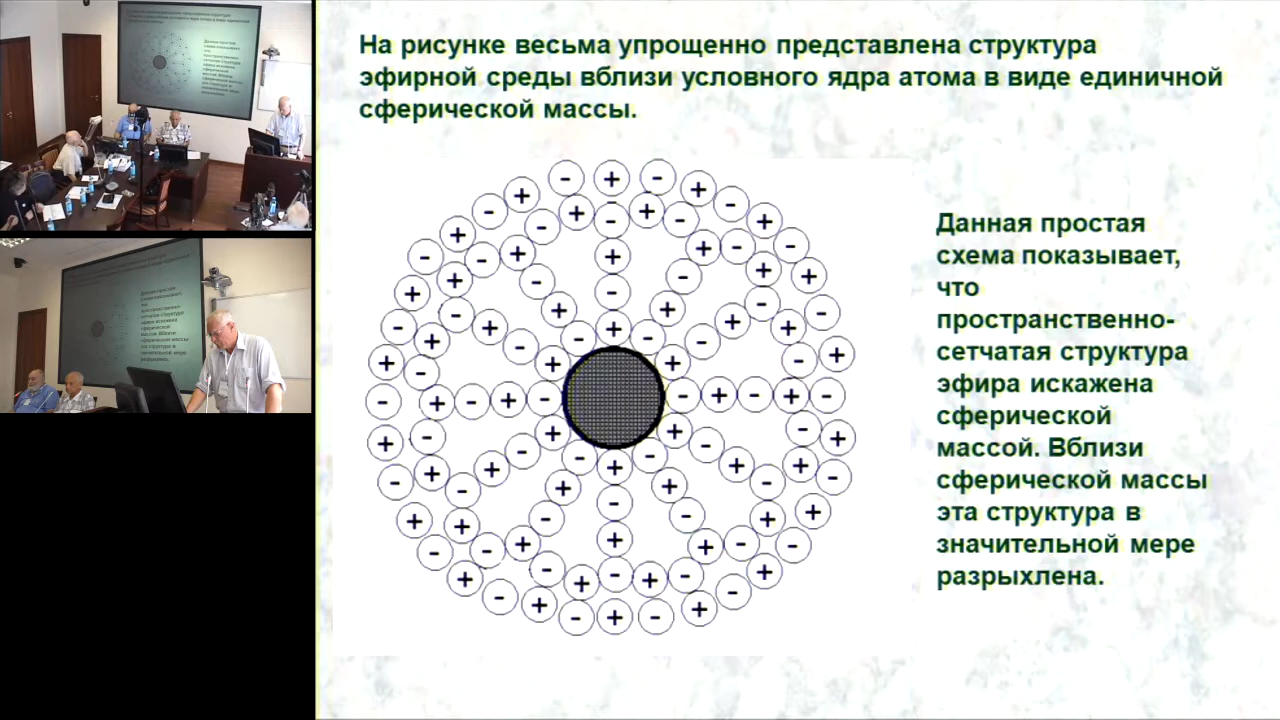 На рисунке весьма упрощенно представлена структура
эфирной среды вблизи условного ядра атома в виде единичной
сферической массы.
Данная простая
схема показывает,
что
пространственно-
сетчатая структура
эфира искажена
сферической
массой. Вблизи
сферической массы
эта структура в
значительной мере
разрыхлена.